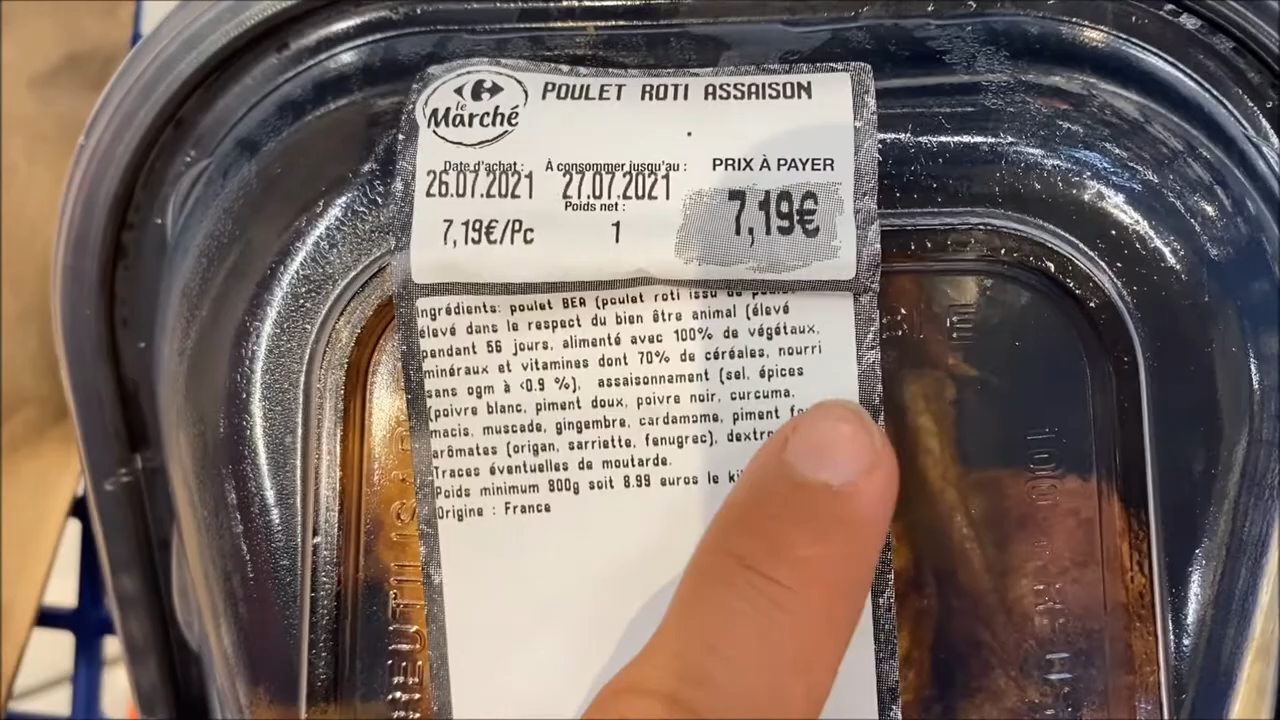 le
Marché
POULET ROTI ASSAISON
Date d'achat :
À consommer jusqu'au :
PRIX À PAYER
26.07.2021
27.07.2021
7,19€
Poids net :
7,19€/Pc
1
Ingrédients: poulet BEA (poulet roti issu de
élevé dans le respect du bien être animal (élevé
pendant 56 jours, alimenté avec 100% de végétaux,
minéraux et vitamines dont 70% de céréales, nourri
sans ogm à <0.9 %), assaisonnement (sel, épices
(poivre blanc, piment doux, poivre noir, curcuma,
macis, muscade, gingembre, cardamome, piment
arômates (origan, sarriette, fenugrec),
Traces éventuelles de moutarde.
Poids minimum 800g soit 8.99 euros le
Origine : France